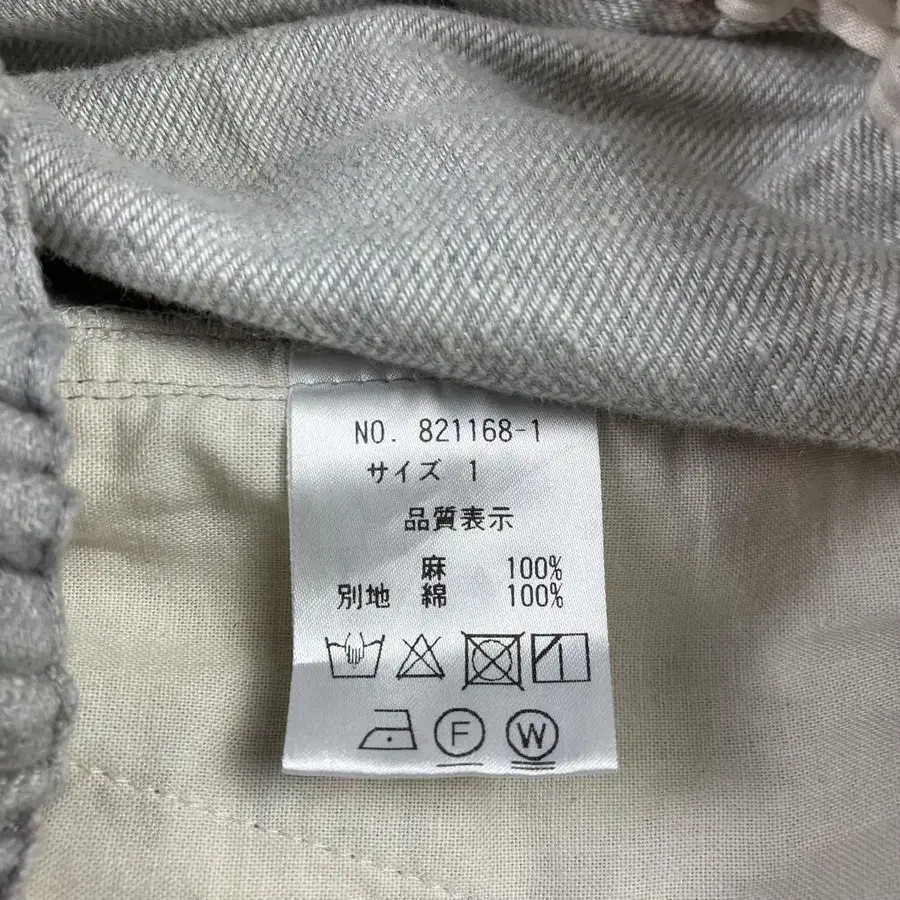 NO. 821168-1
サイズ 1
品質表示
麻 100%
別地 綿 100%
F W